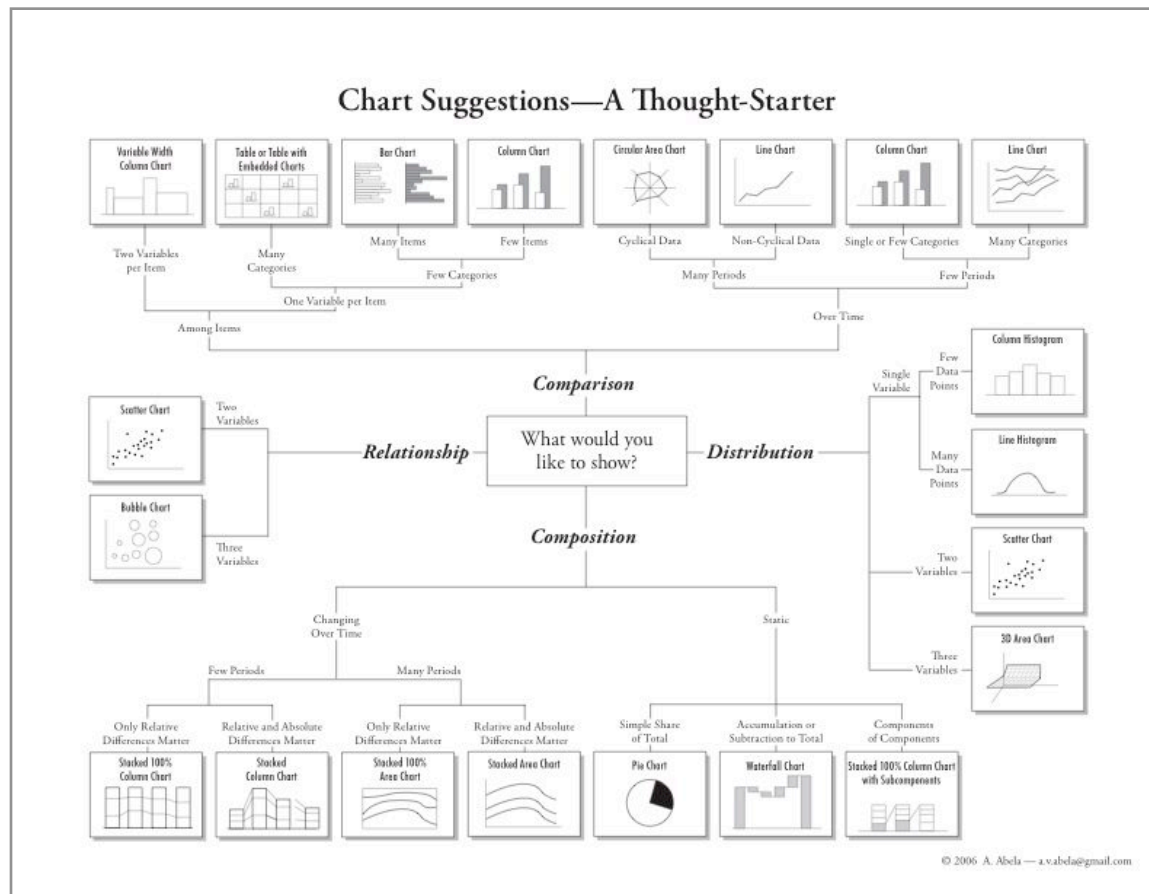 Chart Suggestions—A Thought-Starter
Variable Width
Column Chart
Table or Table with
Embedded Charts
Bar Chart
Column Chart
Circular Area Chart
Line Chart
Column Chart
Line Chart
Two Variables
per Item
Many
Categories
Many Items
Few Items
Cyclical Data
Non-Cyclical Data
Single or Few Categories
Many Categories
Few Categories
Many Periods
Few Periods
One Variable per Item
Among Items
Over Time
Comparison
What would you
like to show?
Relationship
Two
Variables
Scatter Chart
Three
Variables
Bubble Chart
Distribution
Single
Variable
Few
Data
Points
Column Histogram
Many
Data
Points
Line Histogram
Two
Variables
Scatter Chart
Three
Variables
3D Area Chart
Composition
Changing
Over Time
Static
Few Periods
Many Periods
Only Relative
Differences Matter
Relative and Absolute
Differences Matter
Only Relative
Differences Matter
Relative and Absolute
Differences Matter
Simple Share
of Total
Accumulation or
Subtraction to Total
Components
of Components
Stacked 100%
Column Chart
Stacked
Column Chart
Stacked 100%
Area Chart
Stacked Area Chart
Pie Chart
Waterfall Chart
Stacked 100% Column Chart
with Subcomponents
© 2006 A. Abela — a.v.abela@gmail.com